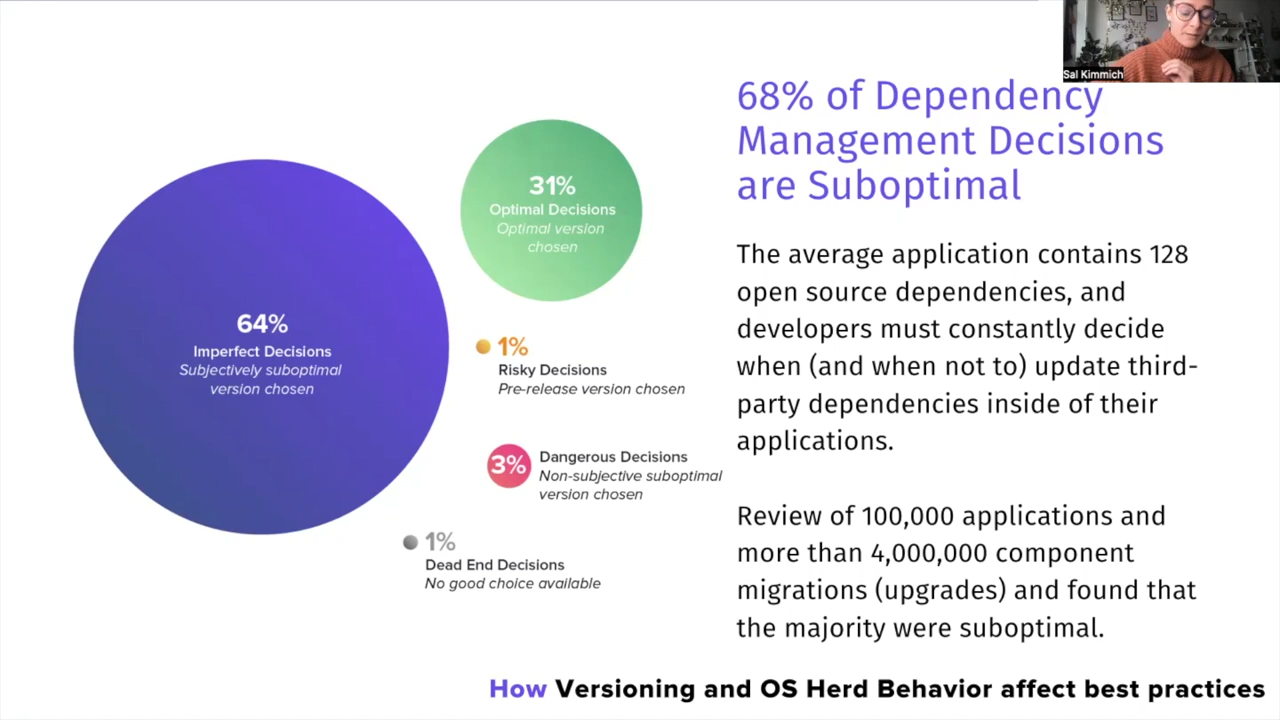 Sal Kimmich
68% of Dependency
Management Decisions
are Suboptimal
31%
Optimal Decisions
Optimal version
chosen
64%
Imperfect Decisions
Subjectively suboptimal
version chosen
1%
Risky Decisions
Pre-release version chosen
3%
Dangerous Decisions
Non-subjective suboptimal
version chosen
1%
Dead End Decisions
No good choice available
The average application contains 128
open source dependencies, and
developers must constantly decide
when (and when not to) update third-
party dependencies inside of their
applications.
Review of 100,000 applications and
more than 4,000,000 component
migrations (upgrades) and found that
the majority were suboptimal.
How Versioning and OS Herd Behavior affect best practices